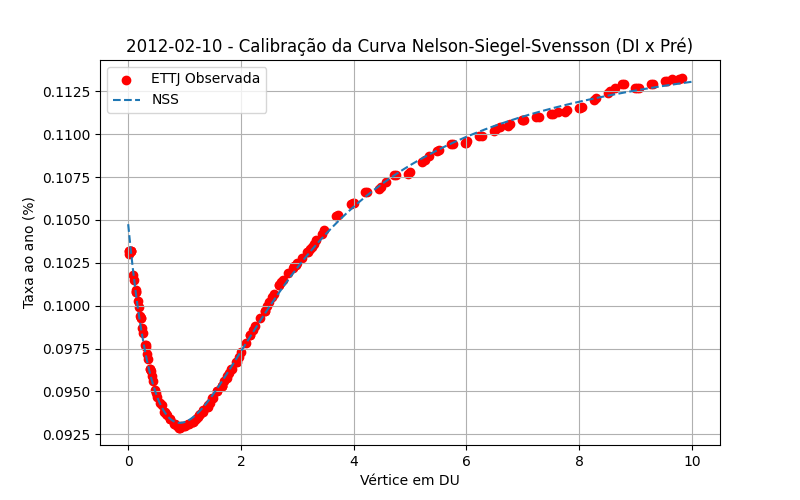 2012-02-10 - Calibração da Curva Nelson-Siegel-Svensson (DI x Pré)
ETTJ Observada
NSS
Taxa ao ano (%)
0.1125
0.1100
0.1075
0.1050
0.1025
0.1000
0.0975
0.0950
0.0925
0 2 4 6 8 10
Vértice em DU